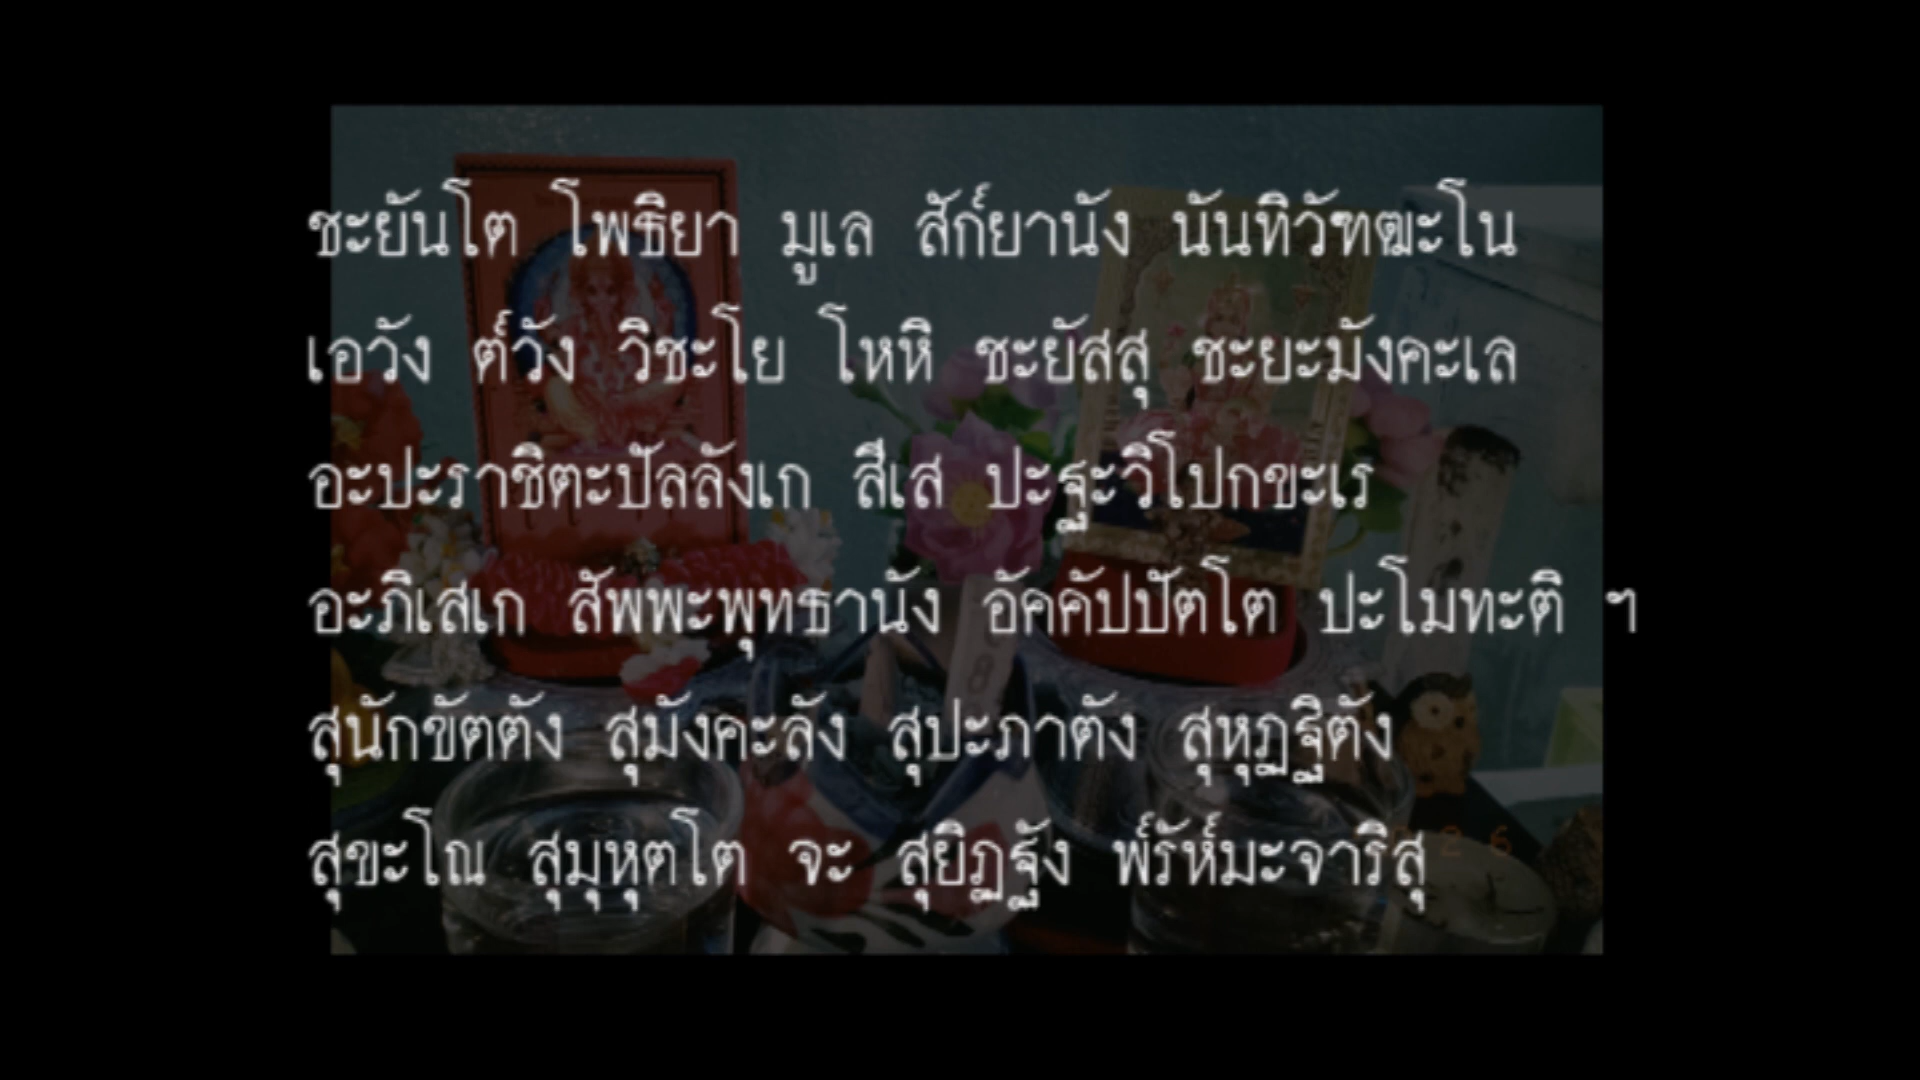 ชะยันโต โพธิยา มูเล สัก์ยานัง นันทิวัฑฒะโน
เอวัง ต์วัง วิชะโย โหหิ ชะยัสสุ ชะยะมังคะเล
อะปะราชิตะปัลลังเก สีเส ปะฐะวิโปกขะเร
อะภิเสเก สัพพะพุทธานัง อัคคัปปัตโต ปะโมทะติ ฯ
สุนักขัตตัง สุมังคะลัง สุปะภาตัง สุหุฏฐิตัง
สุขะโณ สุมุหุตโต จะ สุยิฏฐัง พ์รัห์มะจาริสุ